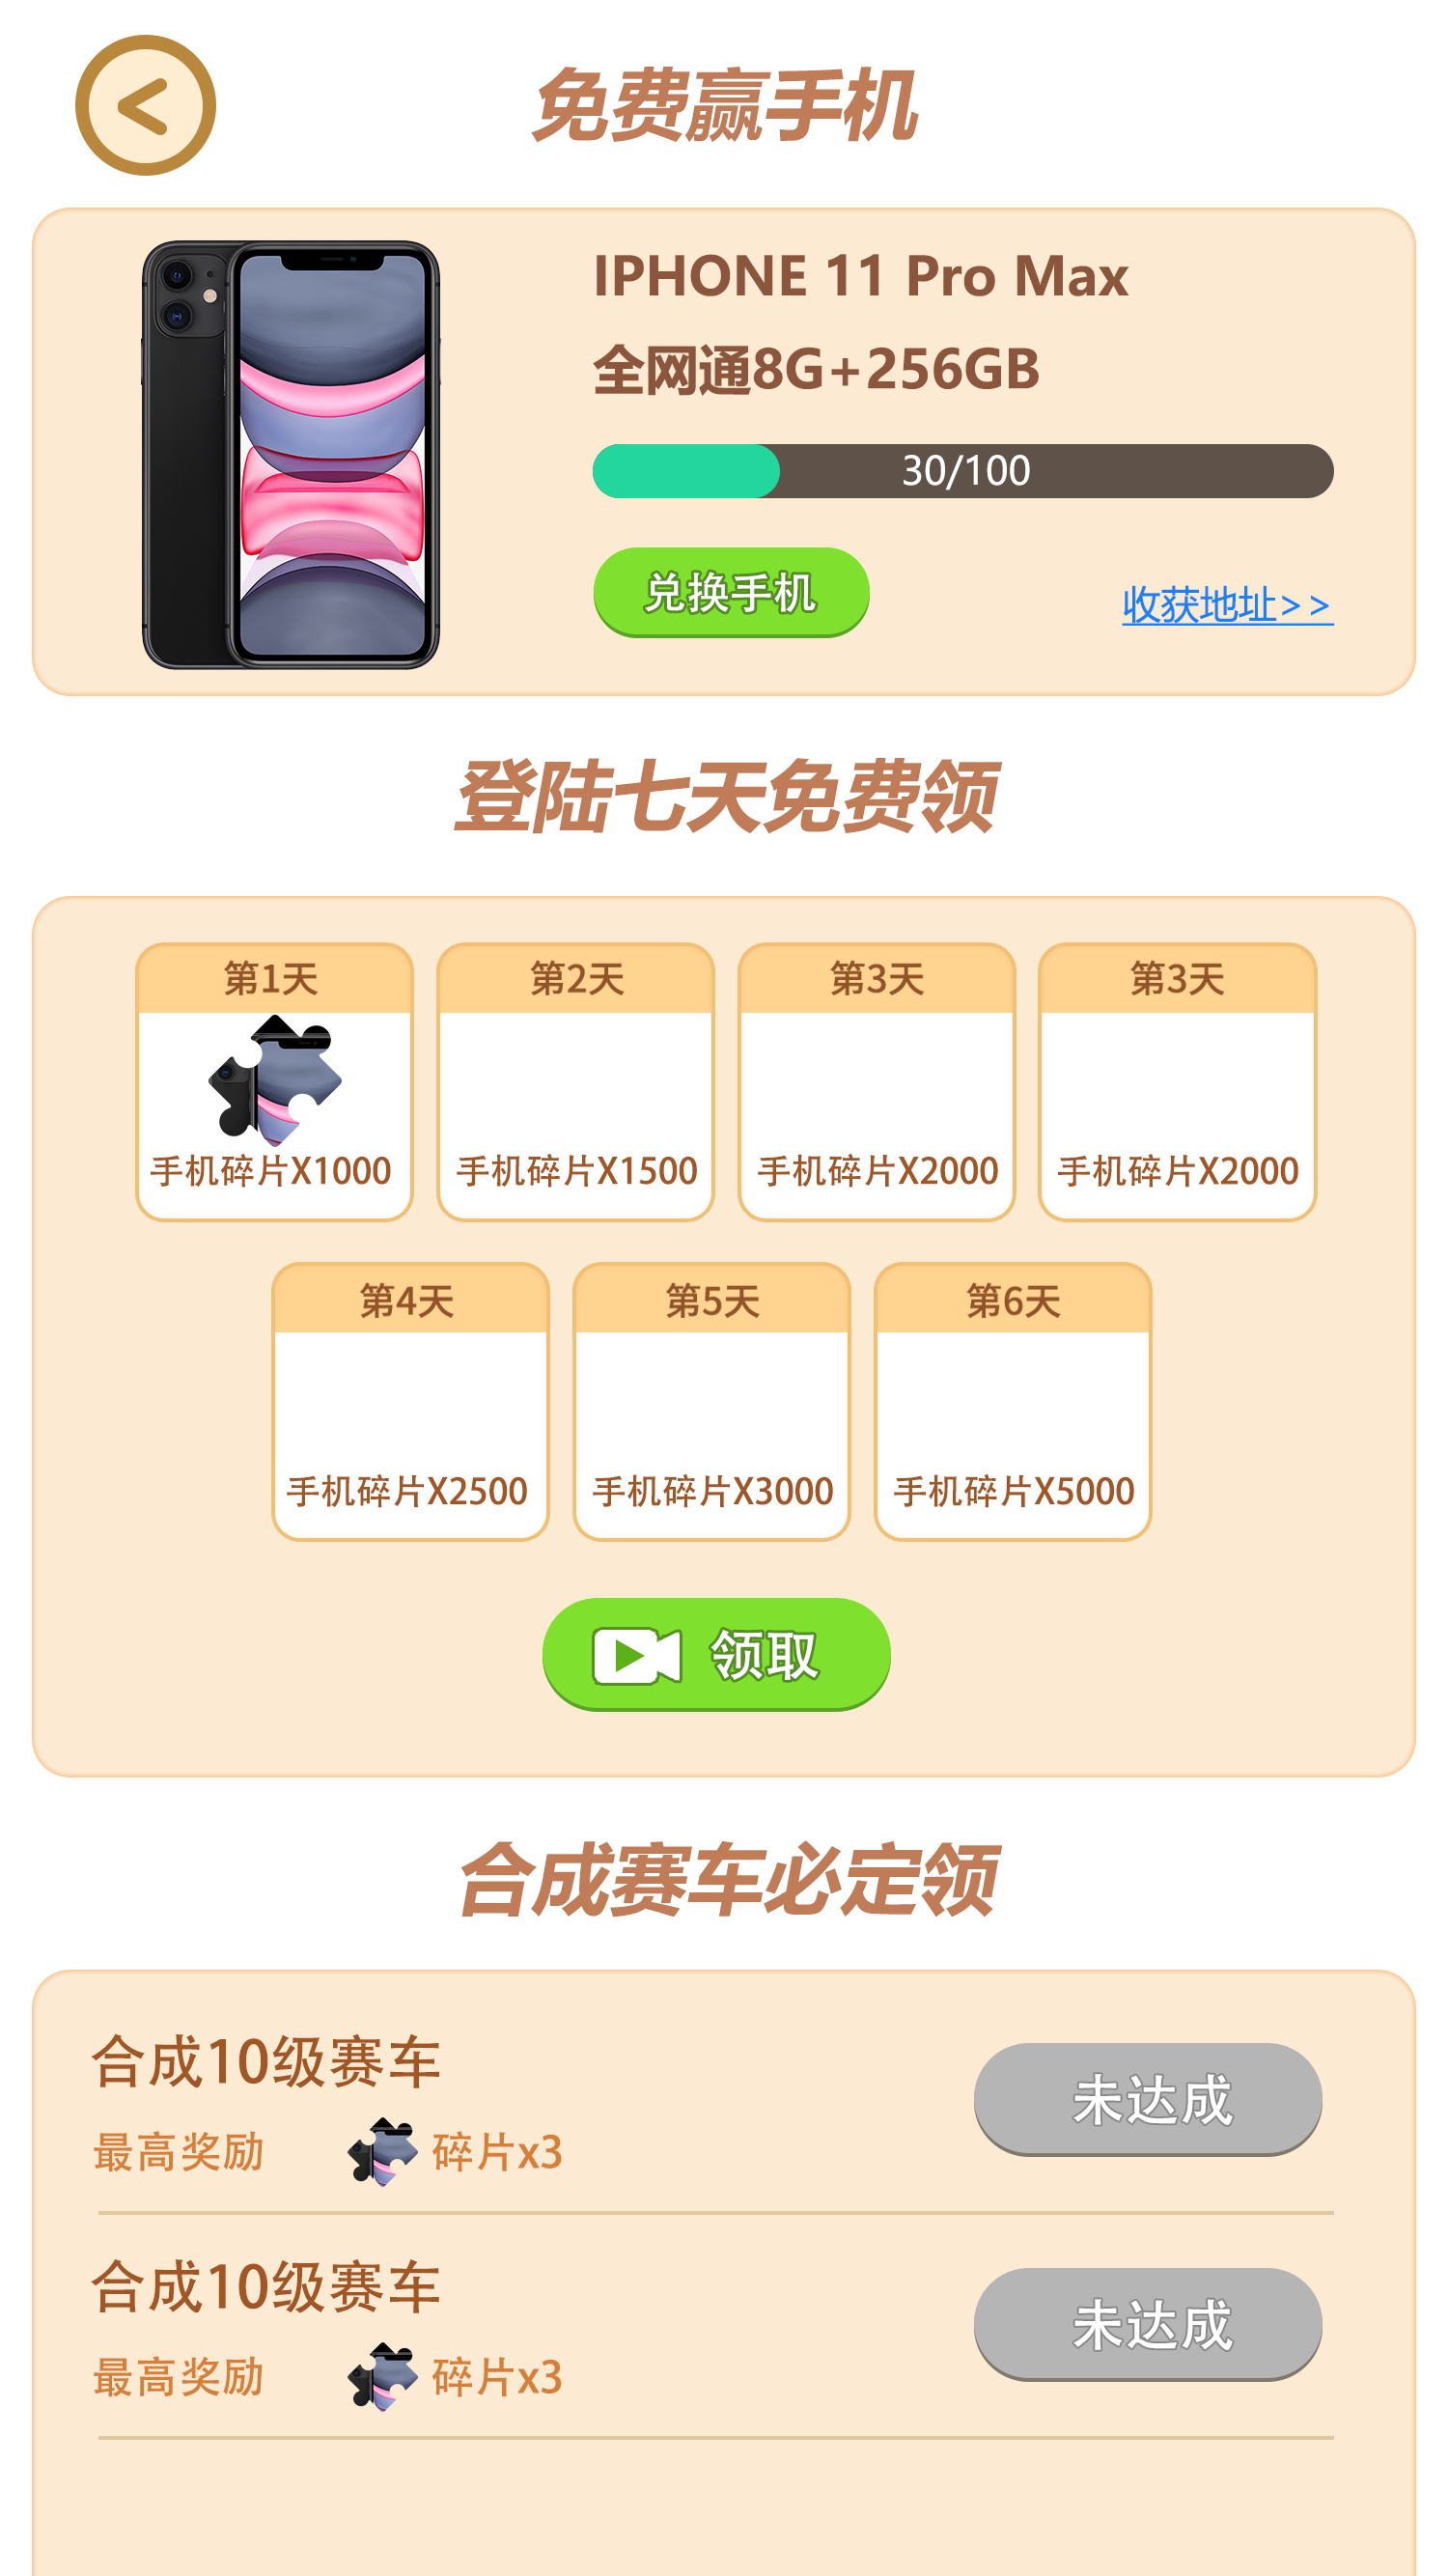 免费赢手机
IPHONE 11 Pro Max
全网通8G+256GB
30/100
兑换手机
收获地址>>
登陆七天免费领
第1天
第2天
第3天
第3天
手机碎片X1000
手机碎片X1500
手机碎片X2000
手机碎片X2000
第4天
第5天
第6天
手机碎片X2500
手机碎片X3000
手机碎片X5000
领取
合成赛车必定领
合成10级赛车
未达成
最高奖励 碎片x3
合成10级赛车
未达成
最高奖励 碎片x3